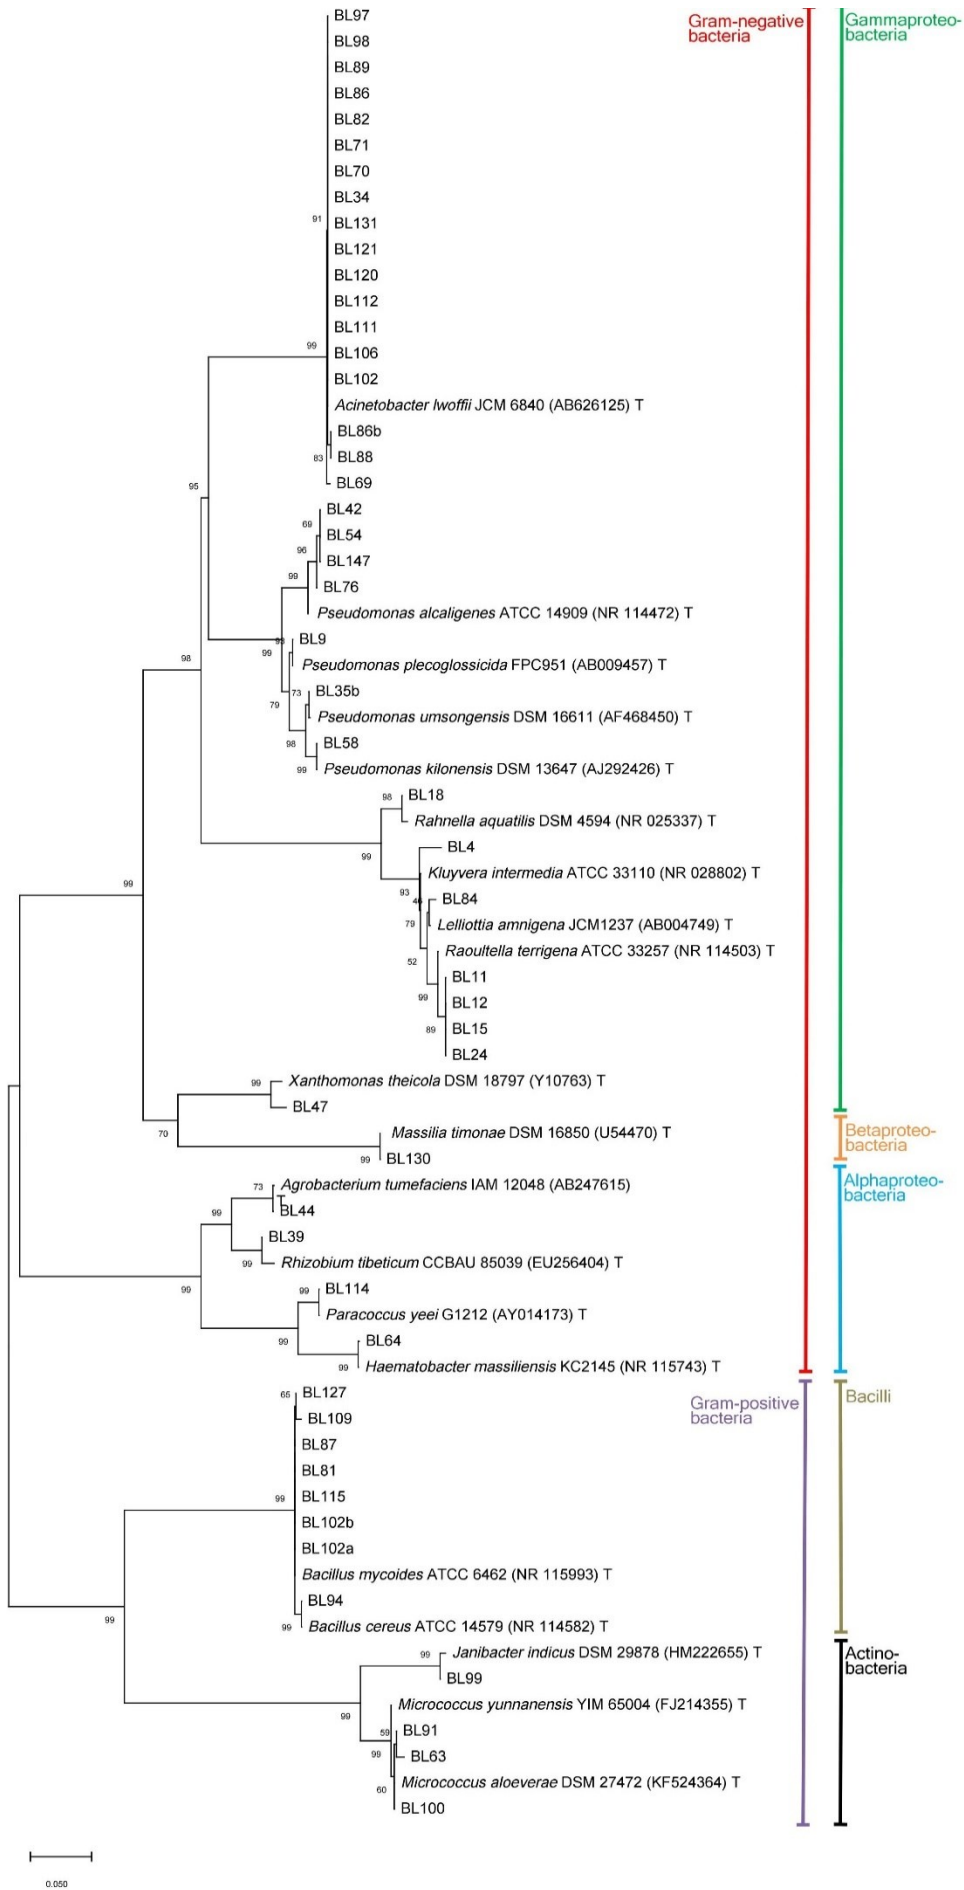 BL97
Gram-negative
bacteria
Gammaproteo-
bacteria
BL98
BL89
BL86
BL82
BL71
BL70
BL34
91
BL131
BL121
BL120
BL112
BL111
99
BL106
BL102
Acinetobacter lwoffii JCM 6840 (AB626125) T
BL86b
83
BL88
BL69
95
BL42
69
BL54
96
BL147
99
BL76
Pseudomonas alcaligenes ATCC 14909 (NR 114472) T
BL9
99
Pseudomonas plecoglossicida FPC951 (AB009457) T
98
73
BL35b
79
Pseudomonas umsongensis DSM 16611 (AF468450) T
98
BL58
99
Pseudomonas kilonensis DSM 13647 (AJ292426) T
98
BL18
Rahnella aquatilis DSM 4594 (NR 025337) T
99
BL4
Kluyvera intermedia ATCC 33110 (NR 028802) T
99
93
BL84
79
Lelliottia amnigena JCM1237 (AB004749) T
Raoultella terrigena ATCC 33257 (NR 114503) T
52
BL11
99
BL12
89
BL15
BL24
99
Xanthomonas theicola DSM 18797 (Y10763) T
BL47
70
Massilia timonae DSM 16850 (U54470) T
Betaproteo-
bacteria
99
BL130
73
Agrobacterium tumefaciens IAM 12048 (AB247615)
Alphaproteo-
bacteria
99
BL44
BL39
99
Rhizobium tibeticum CCBAU 85039 (EU256404) T
99
99
BL114
Paracoccus yeei G1212 (AY014173) T
99
BL64
99
Haematobacter massiliensis KC2145 (NR 115743) T
65
BL127
Gram-positive
bacteria
Bacilli
BL109
BL87
BL81
99
BL115
BL102b
BL102a
Bacillus mycoides ATCC 6462 (NR 115993) T
BL94
99
99
Bacillus cereus ATCC 14579 (NR 114582) T
99
Janibacter indicus DSM 29878 (HM222655) T
Actino-
bacteria
BL99
99
Micrococcus yunnanensis YIM 65004 (FJ214355) T
59
BL91
99
BL63
60
Micrococcus aloeverae DSM 27472 (KF524364) T
BL100
0.050